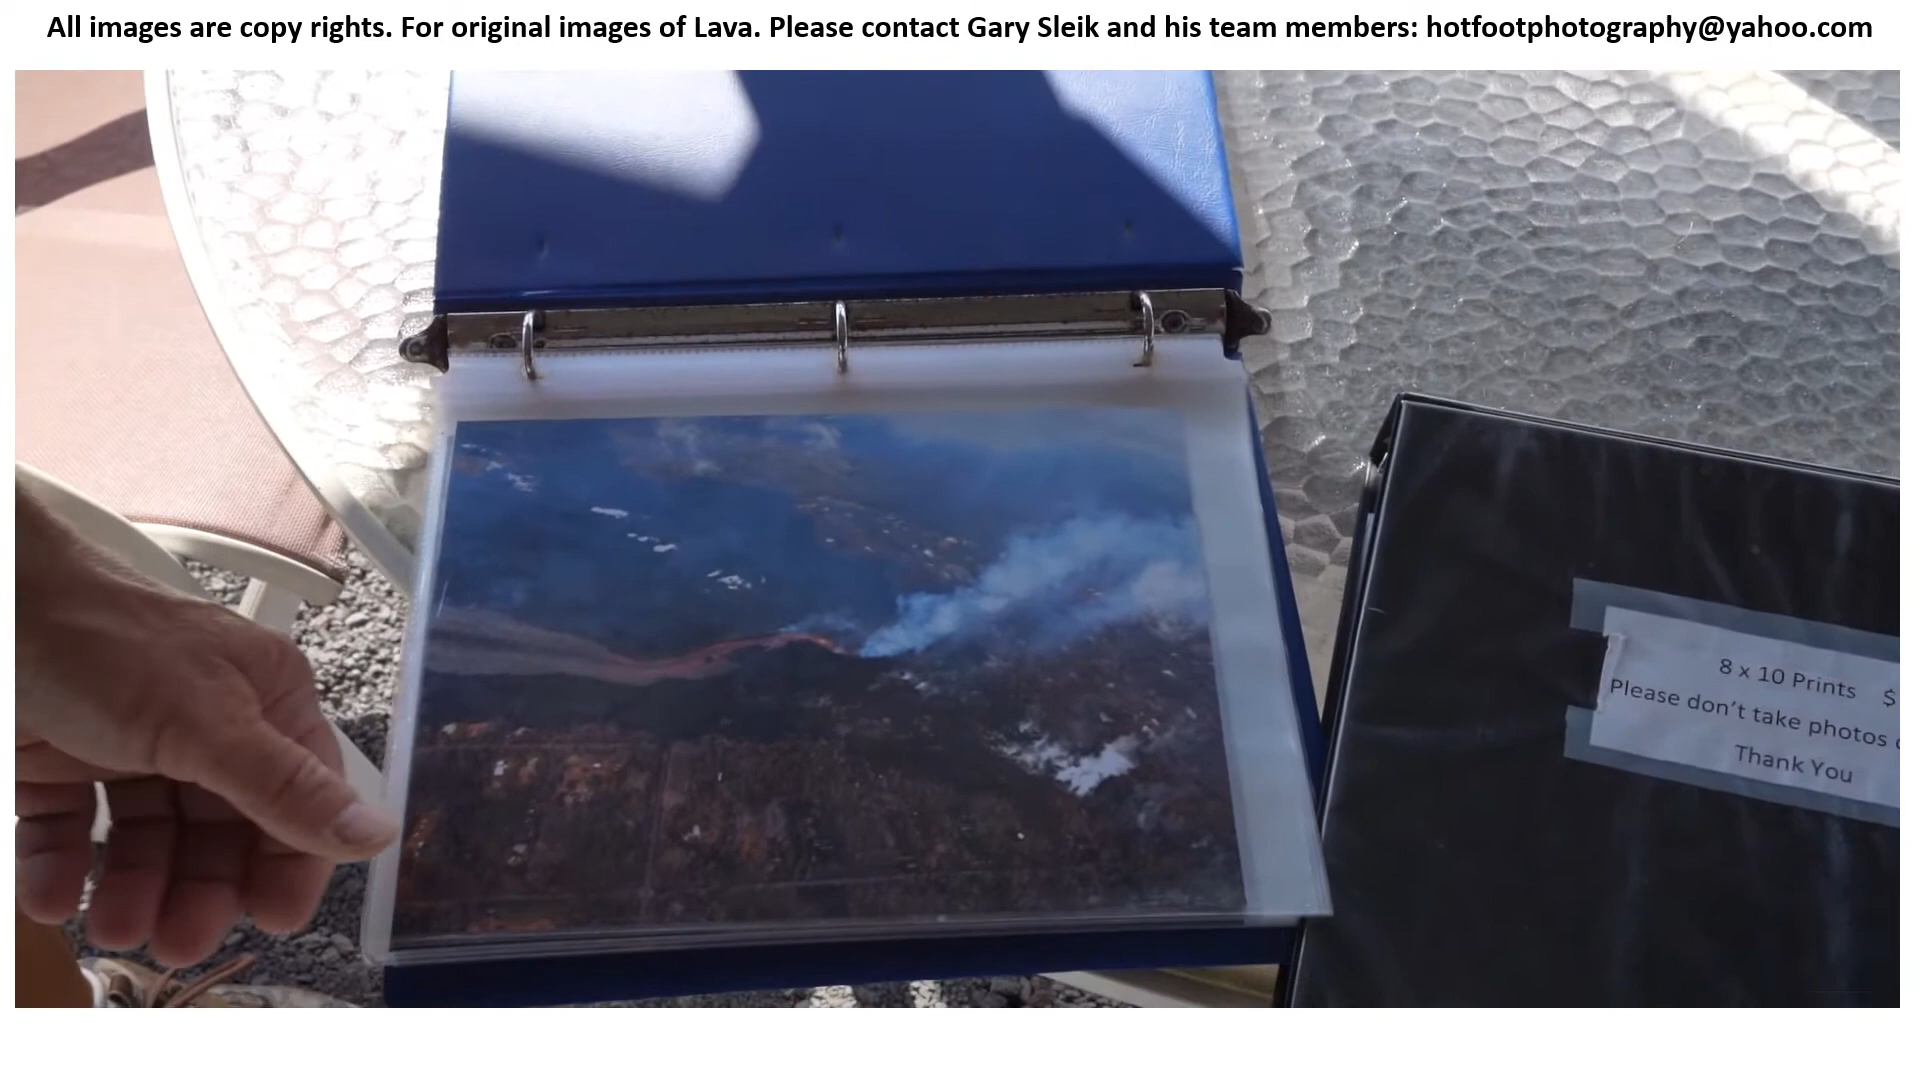 All images are copy rights. For original images of Lava. Please contact Gary Sleik and his team members: hotfootphotography@yahoo.com
8 x 10 Prints $
Please don't take photos
Thank You